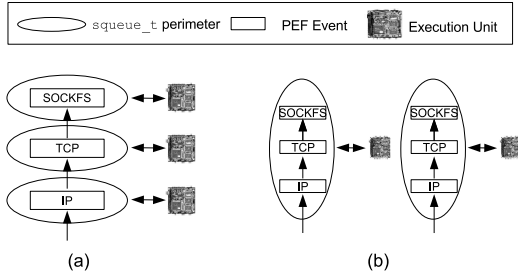 squeue_t perimeter
PEF Event
Execution Unit
SOCKFS
TCP
IP
(a)
SOCKFS
TCP
IP
SOCKFS
TCP
IP
(b)